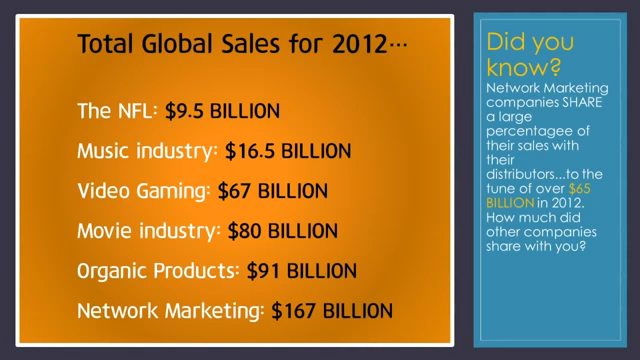 Total Global Sales for 2012...
The NFL: $9.5 BILLION
Music industry: $16.5 BILLION
Video Gaming: $67 BILLION
Movie industry: $80 BILLION
Organic Products: $91 BILLION
Network Marketing: $167 BILLION
Did you
know?
Network Marketing
companies SHARE
a large
percentagee of
their sales with
their
distributors...to the
tune of over $65
BILLION in 2012.
How much did
other companies
share with you?